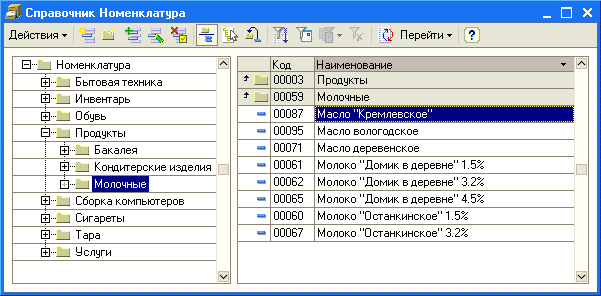 Справочник Номенклатура
Действия Перейти ?
Номенклатура
Бытовая техника
Инвентарь
Обувь
Продукты
Бакалея
Кондитерские изделия
Молочные
Сборка компьютеров
Сигареты
Тара
Услуги
Код Наименование
00003 Продукты
00059 Молочные
00087 Масло "Кремлевское"
00095 Масло вологодское
00071 Масло деревенское
00061 Молоко "Домик в деревне" 1.5%
00062 Молоко "Домик в деревне" 3.2%
00065 Молоко "Домик в деревне" 4.5%
00060 Молоко "Останкинское" 1.5%
00067 Молоко "Останкинское" 3.2%